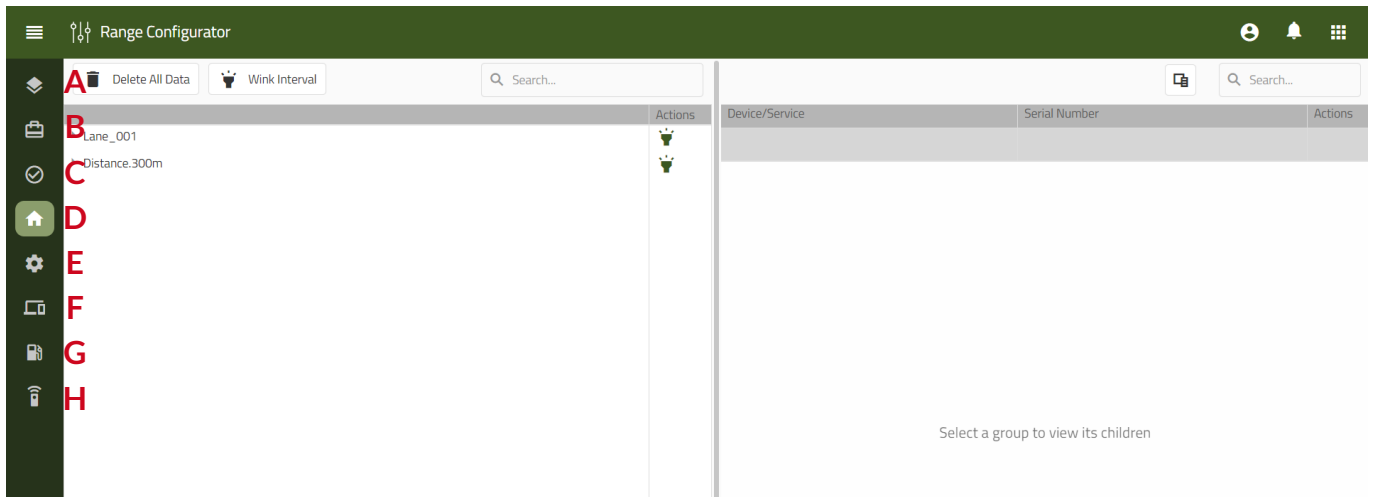 Range Configurator
A Delete All Data Wink Interval Search... Search...
Actions Device/Service Serial Number Actions
B Lane_001
C Distance.300m
D
E
F
G
H
Select a group to view its children